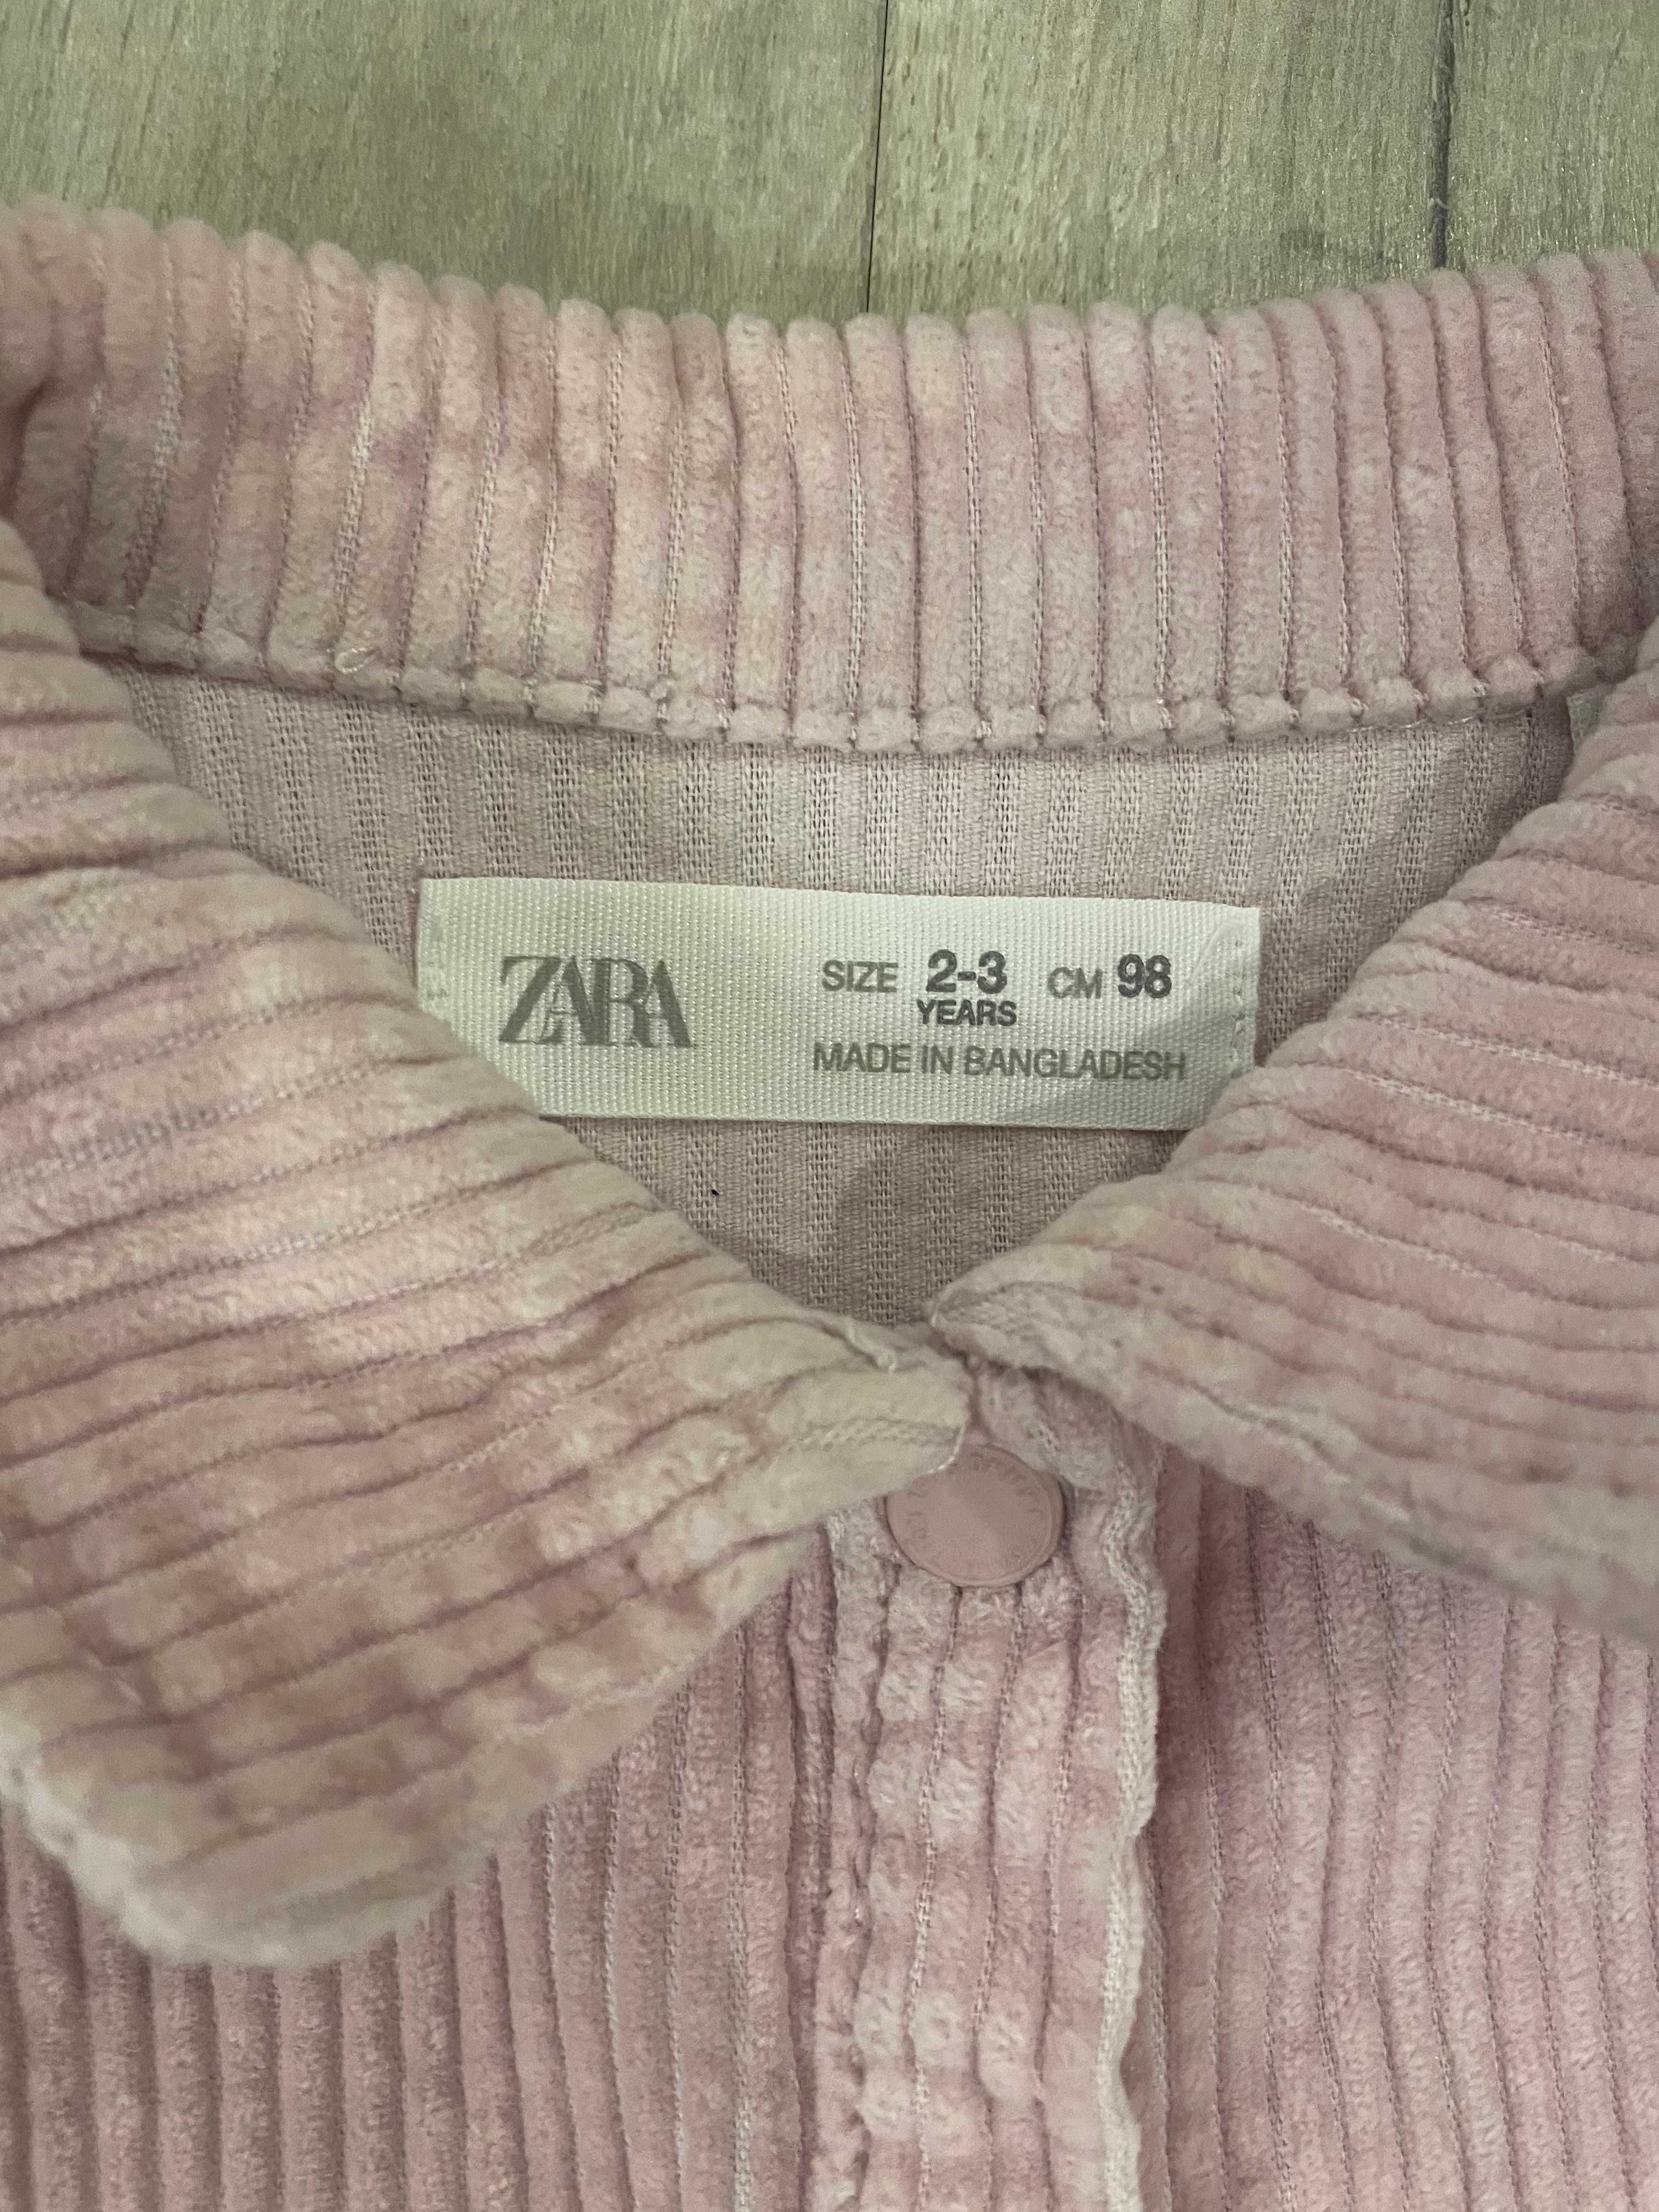 ZARA
SIZE 2-3 CM 98
YEARS
MADE IN BANGLADESH